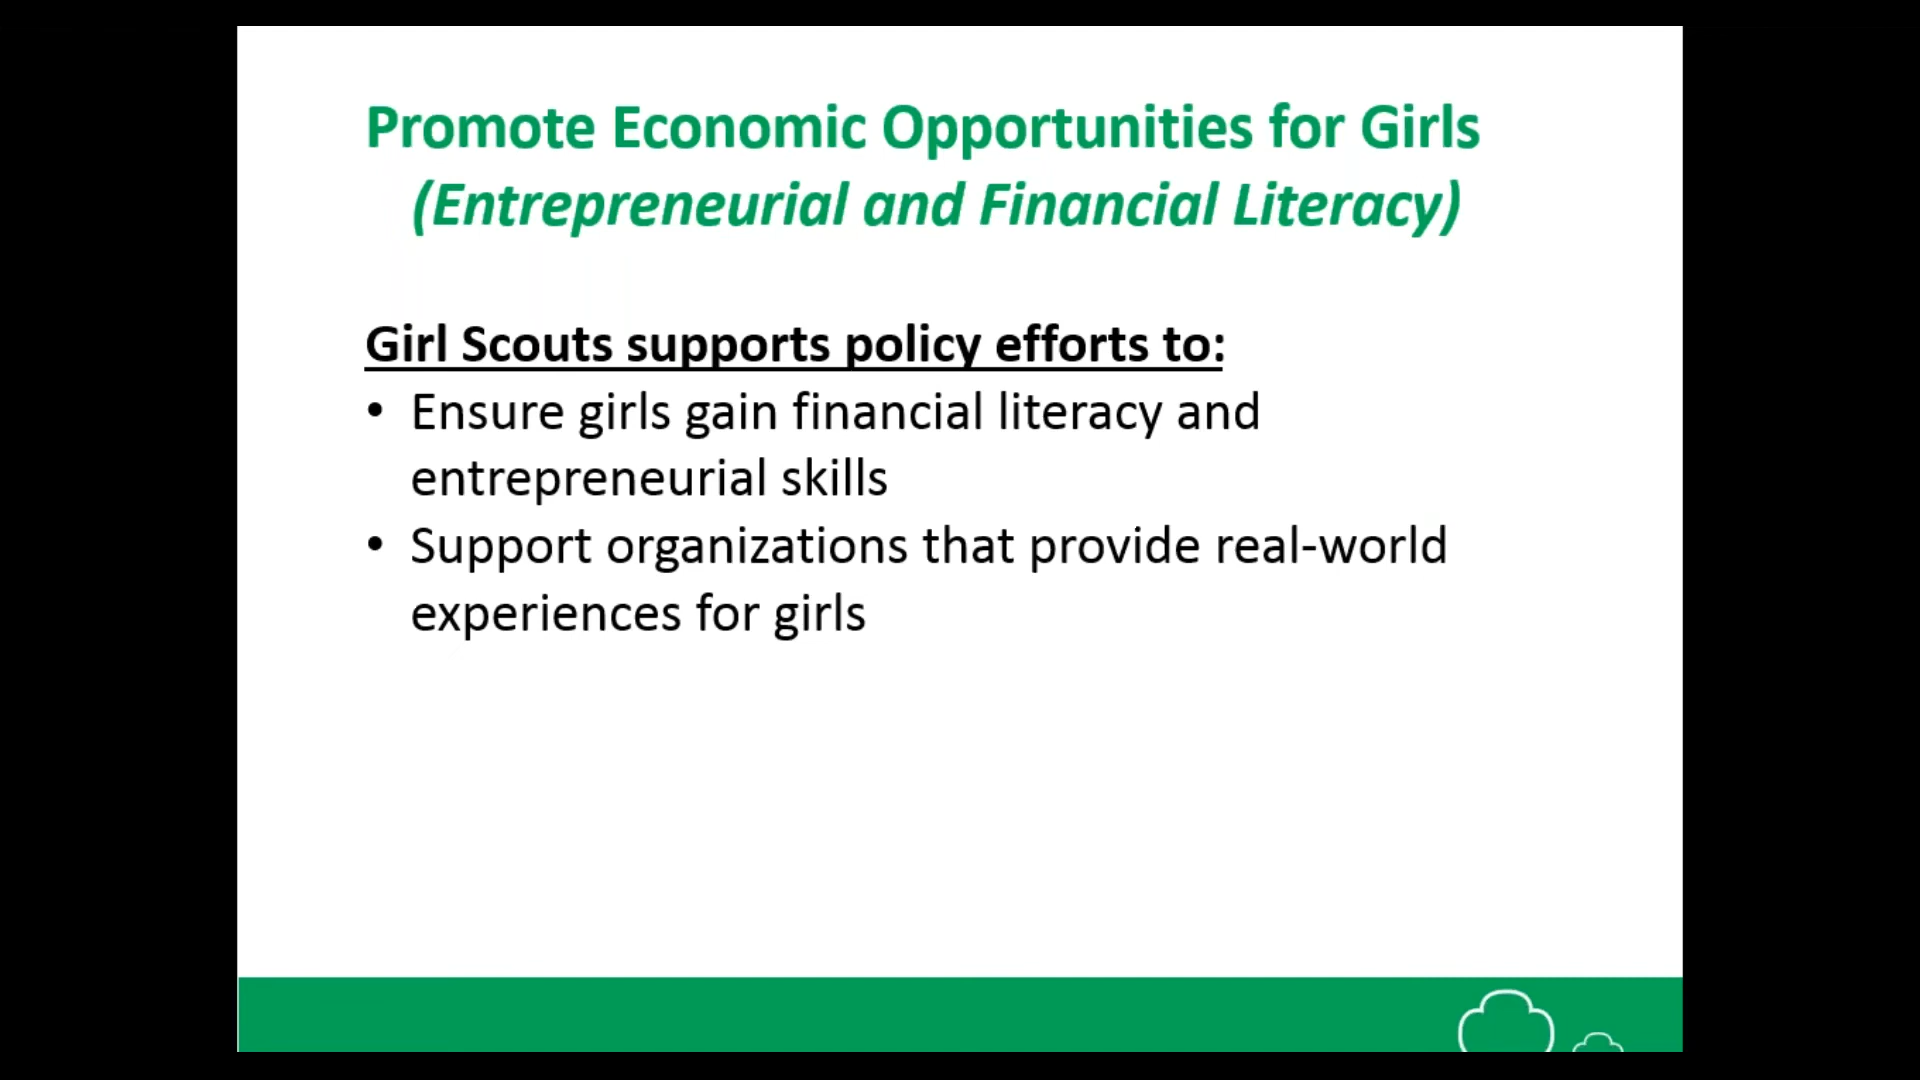 Promote Economic Opportunities for Girls
(Entrepreneurial and Financial Literacy)
Girl Scouts supports policy efforts to:
• Ensure girls gain financial literacy and
entrepreneurial skills
• Support organizations that provide real-world
experiences for girls